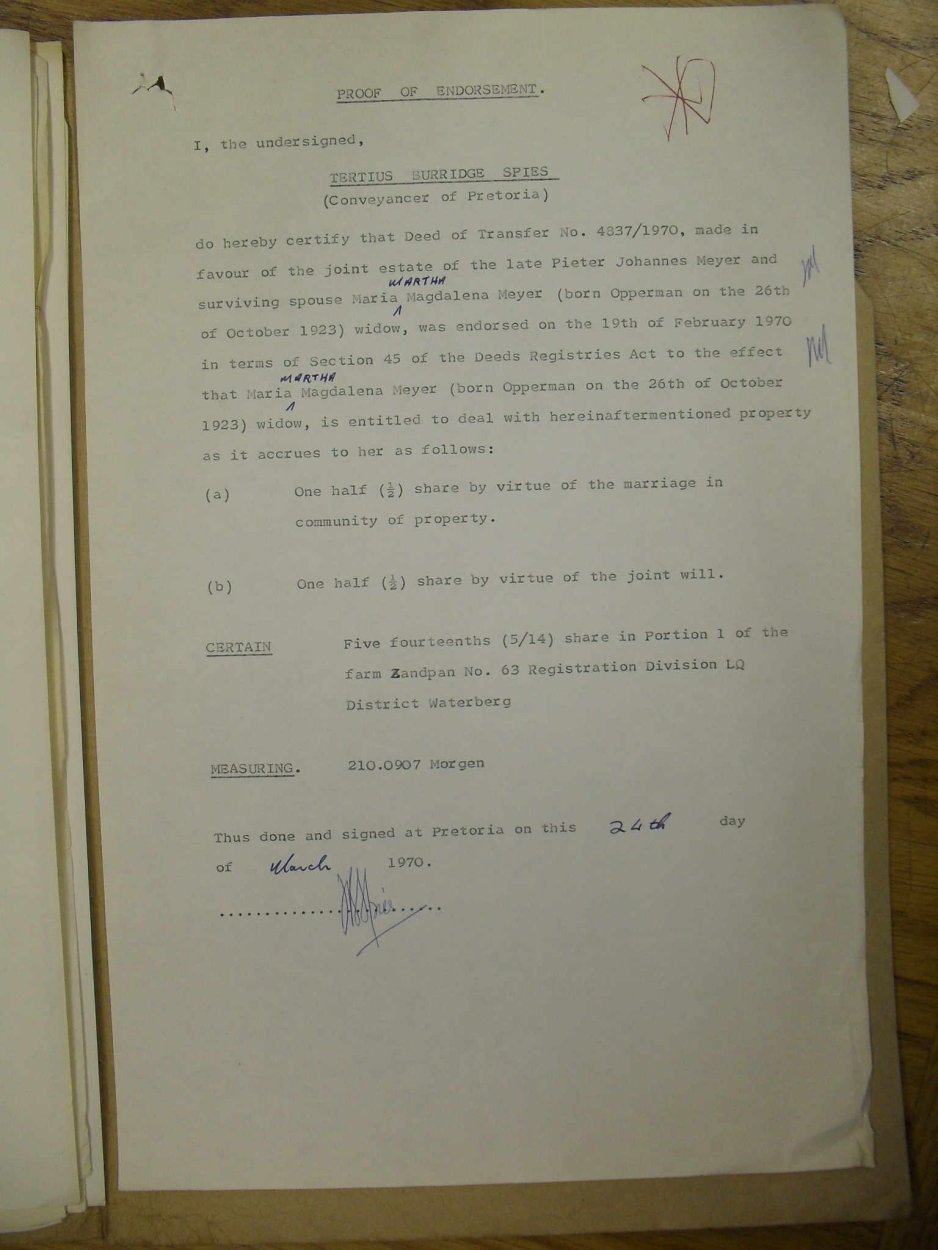 PROOF OF ENDORSEMENT.
I, the undersigned,
TERTIUS BURRIDGE SPIES
(Conveyancer of Pretoria)
do hereby certify that Deed of Transfer No. 4837/1970, made in
favour of the joint estate of the late Pieter Johannes Meyer and
MARTHA
surviving spouse Maria Magdalena Meyer (born Opperman on the 26th
of October 1923) widow, was endorsed on the 19th of February 1970
in terms of Section 45 of the Deeds Registries Act to the effect
MARTHA
that Maria Magdalena Meyer (born Opperman on the 26th of October
1923) widow, is entitled to deal with hereinaftermentioned property
as it accrues to her as follows:
(a) One half (½) share by virtue of the marriage in
community of property.
(b) One half (½) share by virtue of the joint will.
CERTAIN Five fourteenths (5/14) share in Portion 1 of the
farm Zandpan No. 63 Registration Division LQ
District Waterberg
MEASURING. 210.0907 Morgen
Thus done and signed at Pretoria on this 24th day
of March 1970.